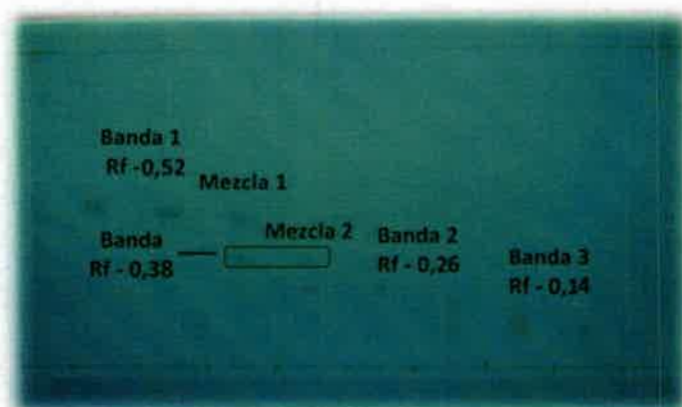 Banda 1
Rf -0,52
Mezcla 1
Banda
Rf - 0,38
Mezcla 2
Banda 2
Rf - 0,26
Banda 3
Rf - 0,14